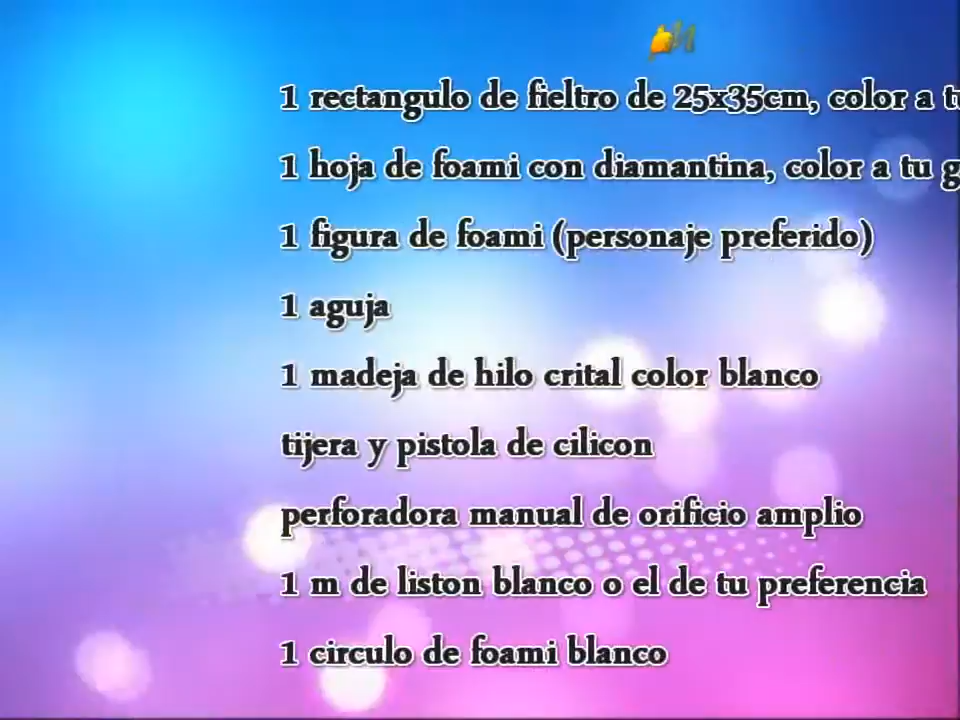 1 rectangulo de fieltro de 25x35cm, color a
1 hoja de foami con diamantina, color a tu
1 figura de foami (personaje preferido)
1 aguja
1 madeja de hilo crital color blanco
tijera y pistola de cilicon
perforadora manual de orificio amplio
1 m de liston blanco o el de tu preferencia
1 circulo de foami blanco